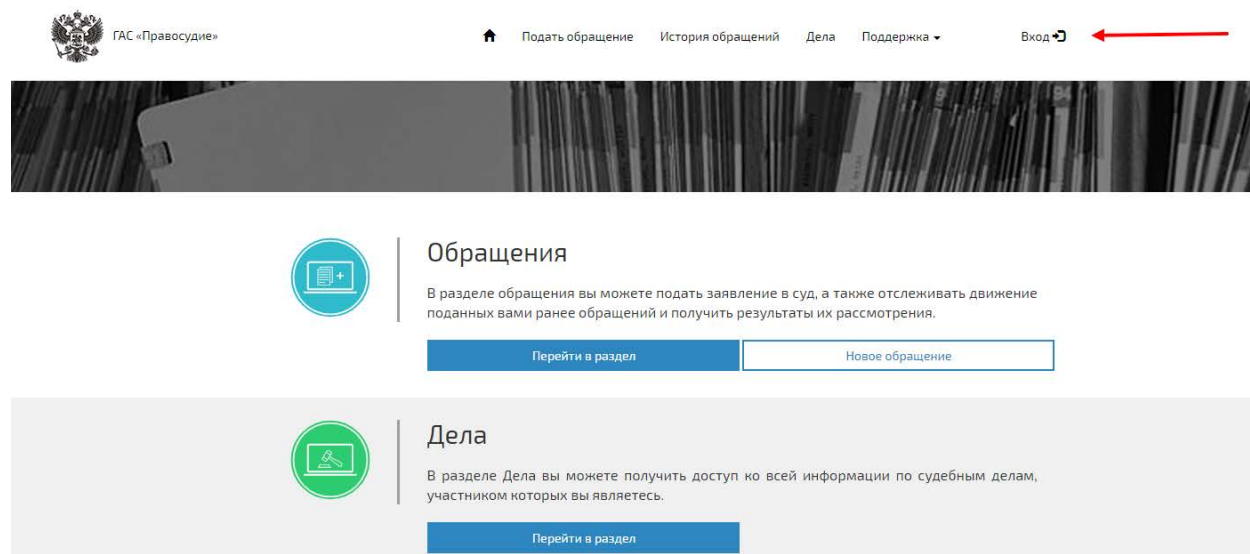 ГАС «Правосудие»
Подать обращение История обращений Дела Поддержка Вход
Обращения
В разделе обращения вы можете подать заявление в суд, а также отслеживать движение
поданных вами ранее обращений и получить результаты их рассмотрения.
Перейти в раздел Новое обращение
Дела
В разделе Дела вы можете получить доступ ко всей информации по судебным делам,
участником которых вы являетесь.
Перейти в раздел